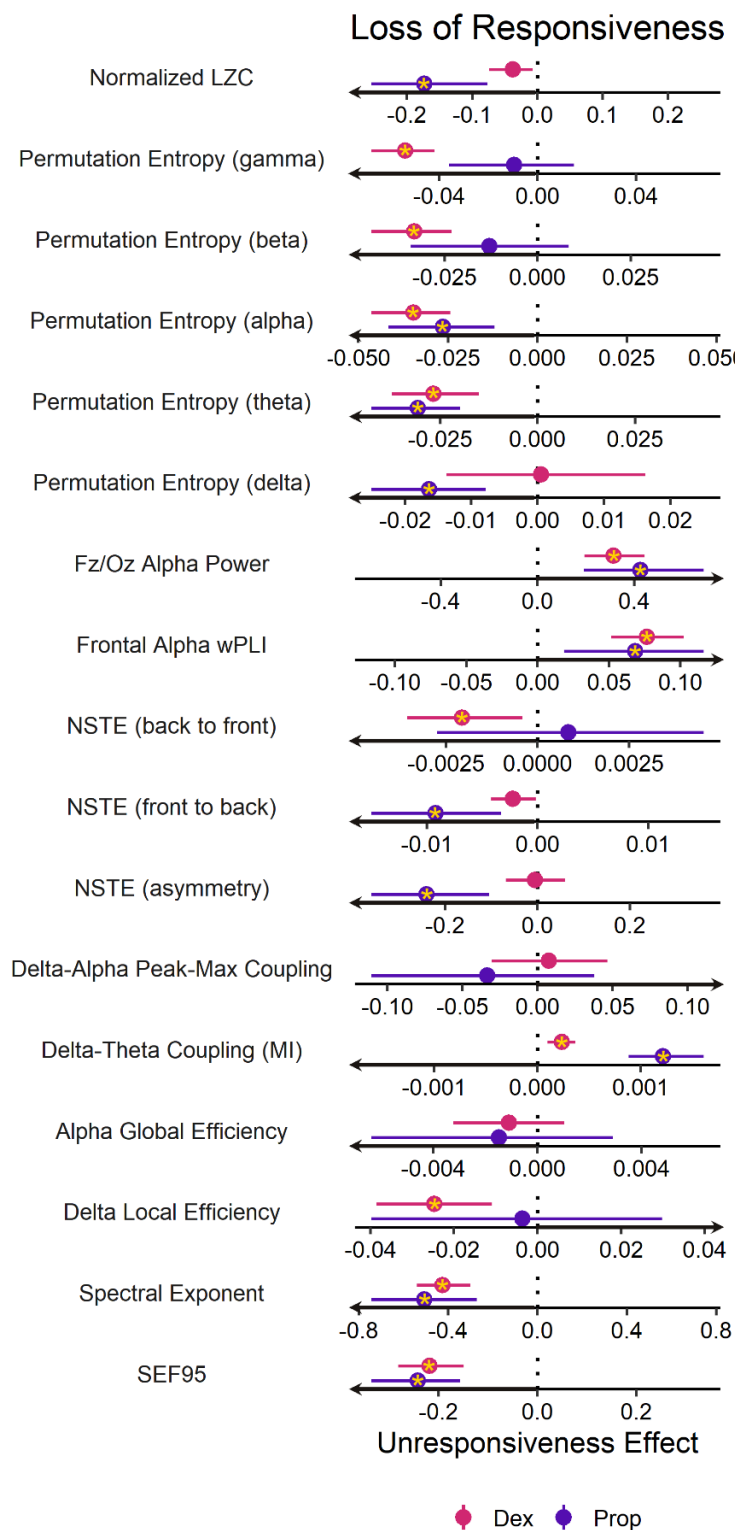 Loss of Responsiveness
Normalized LZC
-0.2 -0.1 0.0 0.1 0.2
Permutation Entropy (gamma)
-0.04 0.00 0.04
Permutation Entropy (beta)
-0.025 0.000 0.025
Permutation Entropy (alpha)
-0.050 -0.025 0.000 0.025 0.050
Permutation Entropy (theta)
-0.025 0.000 0.025
Permutation Entropy (delta)
-0.02 -0.01 0.00 0.01 0.02
Fz/Oz Alpha Power
-0.4 0.0 0.4
Frontal Alpha wPLI
-0.10 -0.05 0.00 0.05 0.10
NSTE (back to front)
-0.0025 0.0000 0.0025
NSTE (front to back)
-0.01 0.00 0.01
NSTE (asymmetry)
-0.2 0.0 0.2
Delta-Alpha Peak-Max Coupling
-0.10 -0.05 0.00 0.05 0.10
Delta-Theta Coupling (MI)
-0.001 0.000 0.001
Alpha Global Efficiency
-0.004 0.000 0.004
Delta Local Efficiency
-0.04 -0.02 0.00 0.02 0.04
Spectral Exponent
-0.8 -0.4 0.0 0.4 0.8
SEF95
-0.2 0.0 0.2
Unresponsiveness Effect
Dex Prop